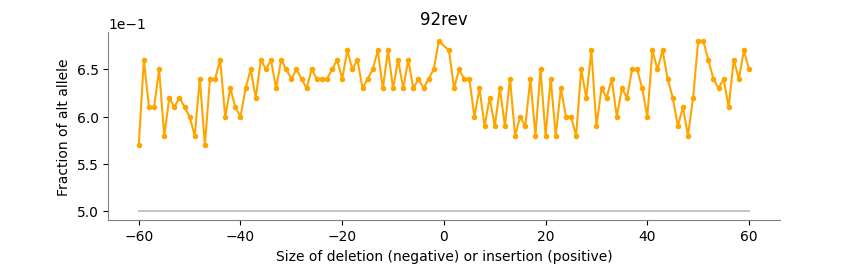 92rev
1e−1
6.5
6.0
5.5
5.0
Fraction of alt allele
−60 −40 −20 0 20 40 60
Size of deletion (negative) or insertion (positive)